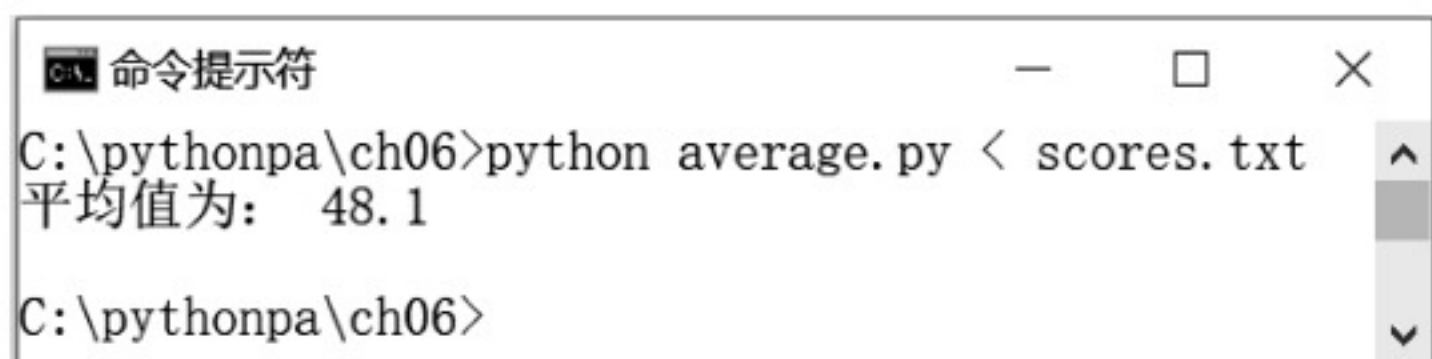 命令提示符
C:\pythonpa\ch06>python average.py < scores.txt
平均值为： 48.1
C:\pythonpa\ch06>